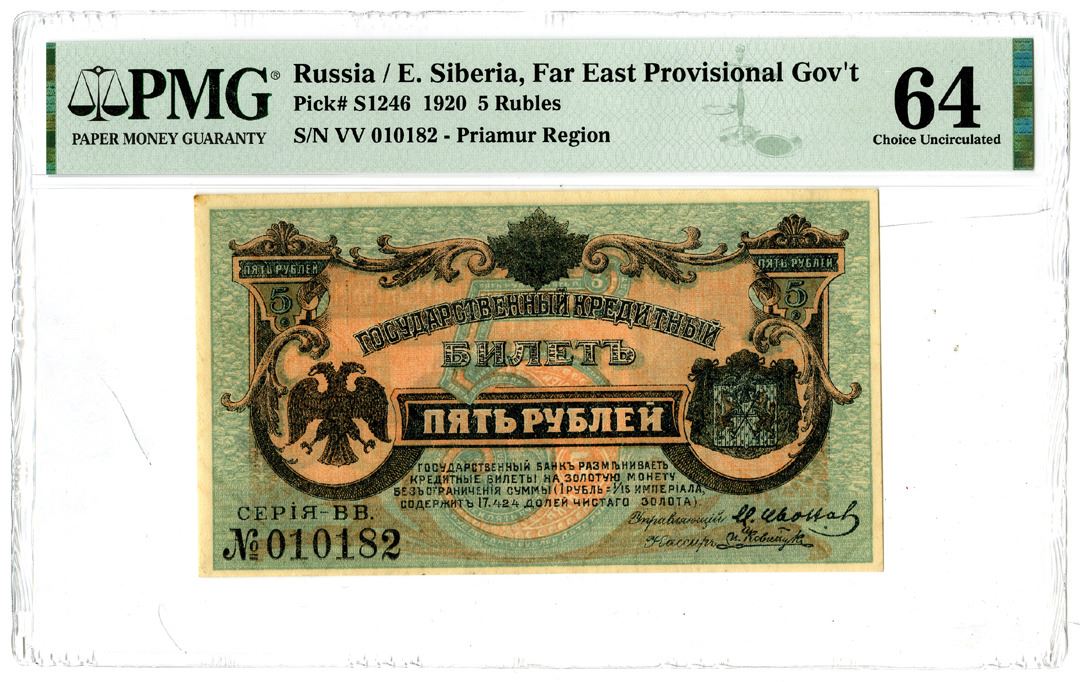 PMG®
PAPER MONEY GUARANTY
Russia / E. Siberia, Far East Provisional Gov't
Pick# S1246 1920 5 Rubles
S/N VV 010182 - Priamur Region
64
Choice Uncirculated
ПЯТЬ РУБЛЕЙ
ПЯТЬ РУБЛЕЙ
5
5
ГОСУДАРСТВЕННЫЙ КРЕДИТНЫЙ
БИЛЕТЪ
ПЯТЬ РУБЛЕЙ
ГОСУДАРСТВЕННЫЙ БАНКЪ РАЗМѢНИВАЕТЬ
КРЕДИТНЫЕ БИЛЕТЫ НА ЗОЛОТУЮ МОНЕТУ
БЕЗЪ ОГРАНИЧЕНІЯ СУММЫ (1 РУБЛЬ = 1/15 ИМПЕРІАЛА,
СОДЕРЖИТЪ 17.424 ДОЛЕЙ ЧИСТАГО ЗОЛОТА).
СЕРІЯ-ВВ.
№ 010182
Управляющій
Кассиръ